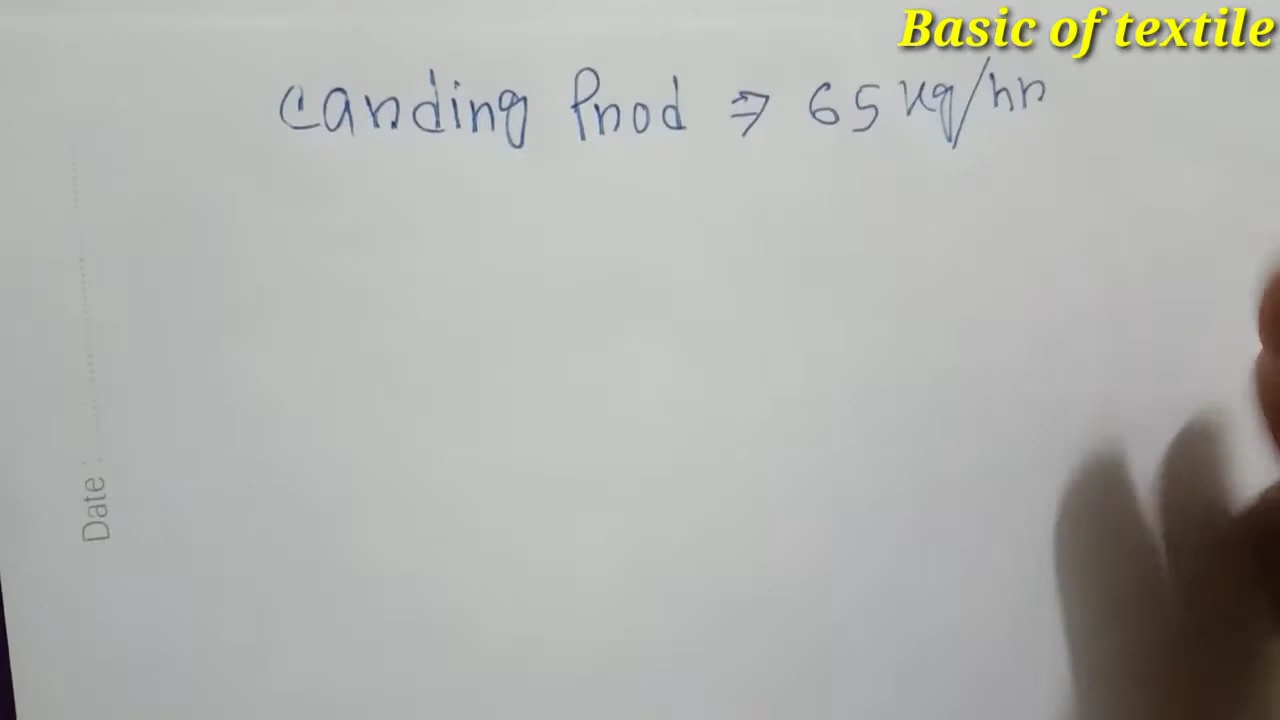 Basic of textile
Carding Prod ⇒ 65 kg/hr
Date :